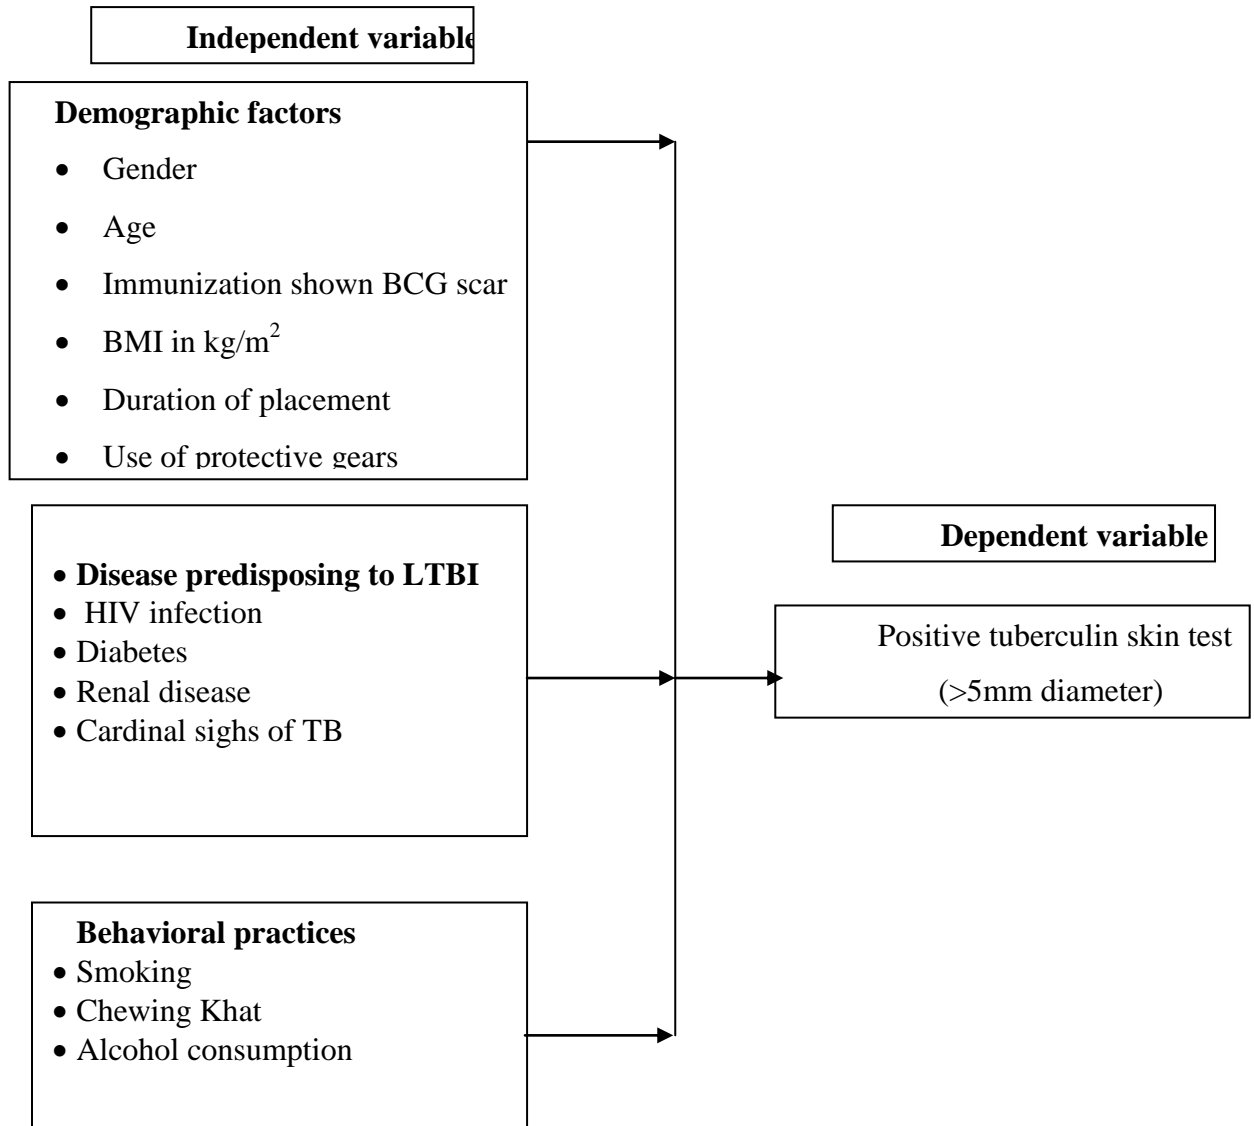 Independent variable
Demographic factors
• Gender
• Age
• Immunization shown BCG scar
• BMI in kg/m²
• Duration of placement
• Use of protective gears
• Disease predisposing to LTBI
• HIV infection
• Diabetes
• Renal disease
• Cardinal sighs of TB
Behavioral practices
• Smoking
• Chewing Khat
• Alcohol consumption
Dependent variable
Positive tuberculin skin test
(>5mm diameter)